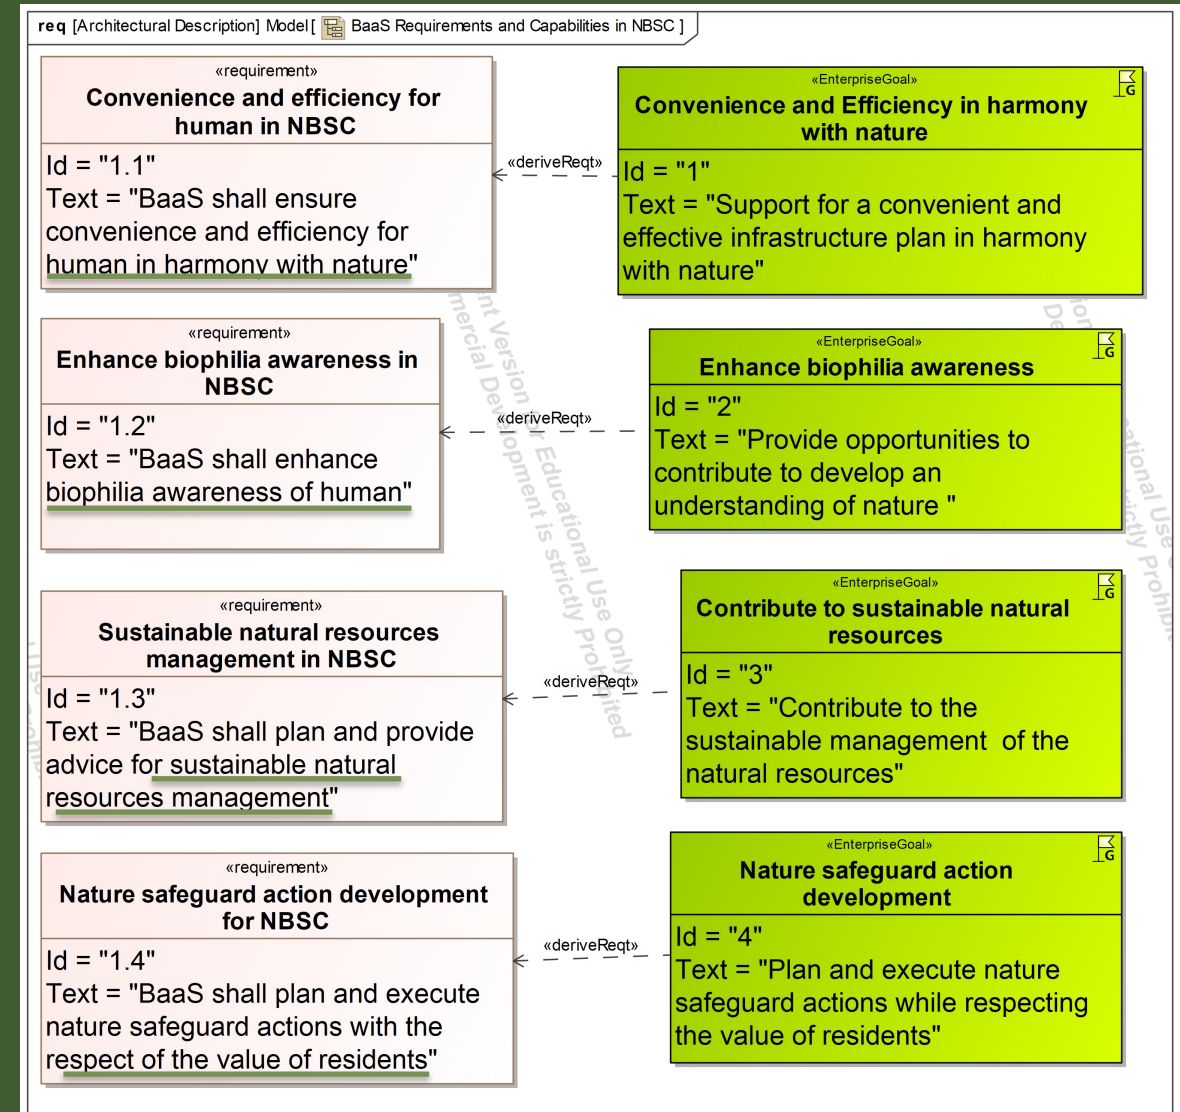 req [Architectural Description] Model [ BaaS Requirements and Capabilities in NBSC ]
«requirement»
Convenience and efficiency for
human in NBSC
Id = "1.1"
Text = "BaaS shall ensure
convenience and efficiency for
human in harmony with nature"
«deriveReqt»
«EnterpriseGoal»
G
Convenience and Efficiency in harmony
with nature
Id = "1"
Text = "Support for a convenient and
effective infrastructure plan in harmony
with nature"
«requirement»
Enhance biophilia awareness in
NBSC
Id = "1.2"
Text = "BaaS shall enhance
biophilia awareness of human"
«deriveReqt»
«EnterpriseGoal»
G
Enhance biophilia awareness
Id = "2"
Text = "Provide opportunities to
contribute to develop an
understanding of nature "
«requirement»
Sustainable natural resources
management in NBSC
Id = "1.3"
Text = "BaaS shall plan and provide
advice for sustainable natural
resources management"
«deriveReqt»
«EnterpriseGoal»
G
Contribute to sustainable natural
resources
Id = "3"
Text = "Contribute to the
sustainable management  of the
natural resources"
«requirement»
Nature safeguard action development
for NBSC
Id = "1.4"
Text = "BaaS shall plan and execute
nature safeguard actions with the
respect of the value of residents"
«deriveReqt»
«EnterpriseGoal»
G
Nature safeguard action
development
Id = "4"
Text = "Plan and execute nature
safeguard actions while respecting
the value of residents"
Version for Educational Use Only
Development is strictly Prohibited